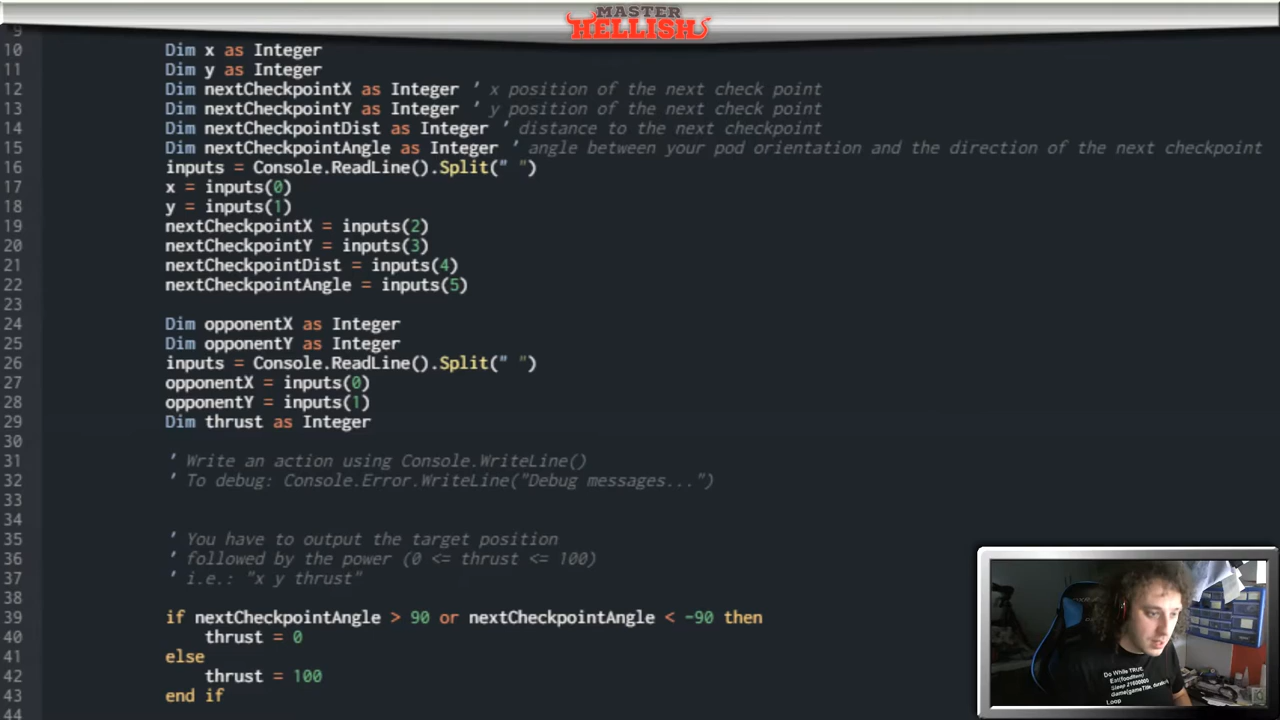 MASTER
HELLISH
9
10 Dim x as Integer
11 Dim y as Integer
12 Dim nextCheckpointX as Integer ' x position of the next check point
13 Dim nextCheckpointY as Integer ' y position of the next check point
14 Dim nextCheckpointDist as Integer ' distance to the next checkpoint
15 Dim nextCheckpointAngle as Integer ' angle between your pod orientation and the direction of the next checkpoint
16 inputs = Console.ReadLine().Split(" ")
17 x = inputs(0)
18 y = inputs(1)
19 nextCheckpointX = inputs(2)
20 nextCheckpointY = inputs(3)
21 nextCheckpointDist = inputs(4)
22 nextCheckpointAngle = inputs(5)
23
24 Dim opponentX as Integer
25 Dim opponentY as Integer
26 inputs = Console.ReadLine().Split(" ")
27 opponentX = inputs(0)
28 opponentY = inputs(1)
29 Dim thrust as Integer
30
31 ' Write an action using Console.WriteLine()
32 ' To debug: Console.Error.WriteLine("Debug messages...")
33
34
35 ' You have to output the target position
36 ' followed by the power (0 <= thrust <= 100)
37 ' i.e.: "x y thrust"
38
39 if nextCheckpointAngle > 90 or nextCheckpointAngle < -90 then
40 thrust = 0
41 else
42 thrust = 100
43 end if
44
Do While TRUE
Eat(foodItem)
Sleep 21600000
Loop